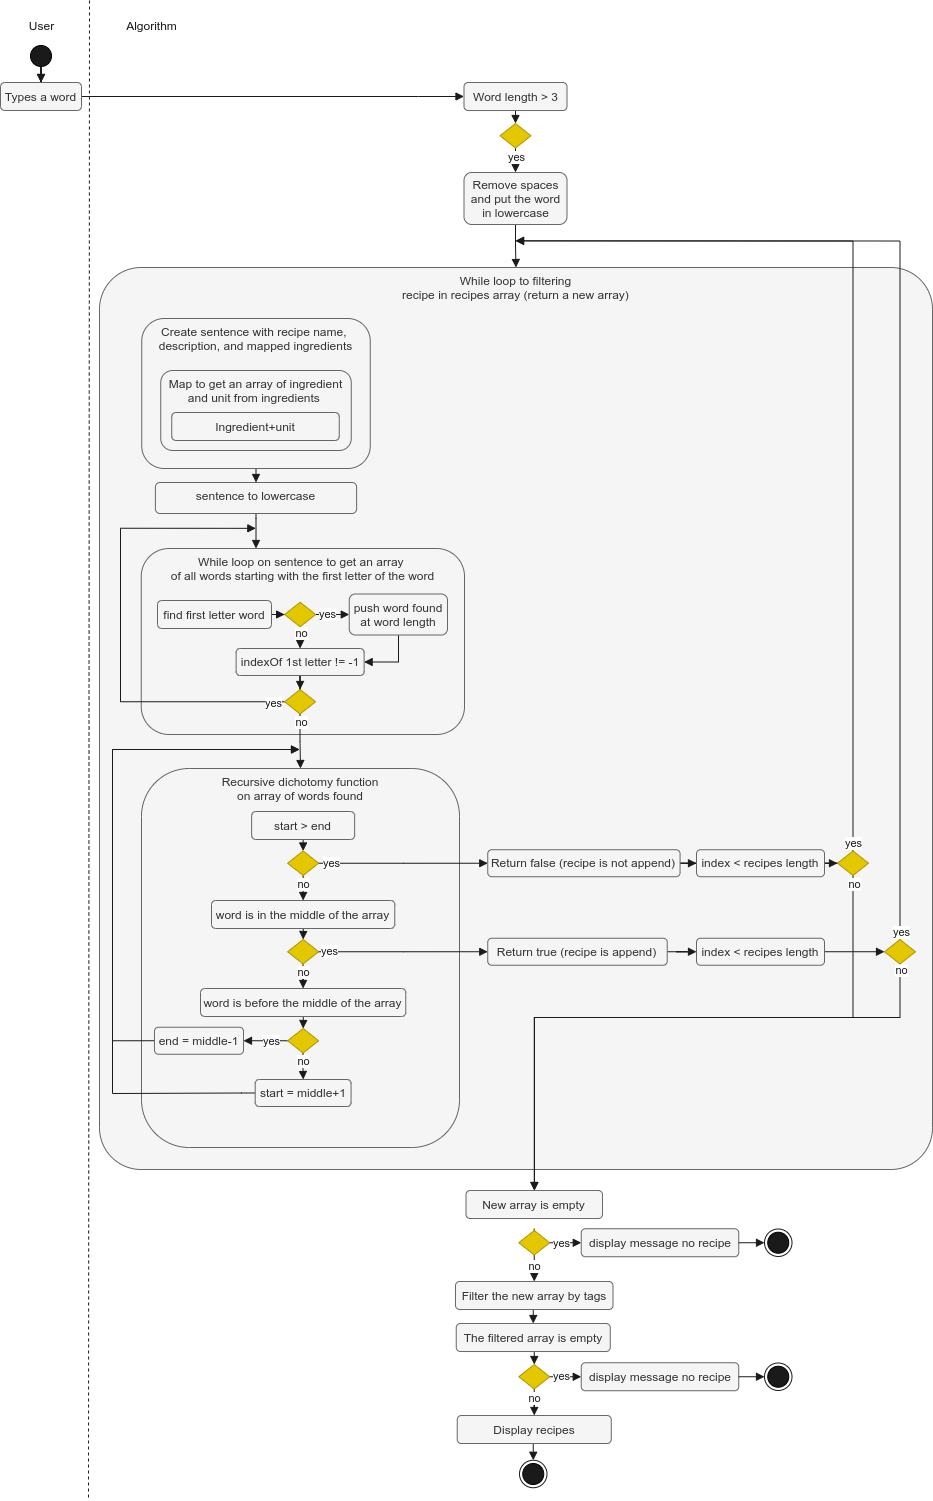 User
Algorithm
Types a word
Word length > 3
yes
Remove spaces
and put the word
in lowercase
While loop to filtering
recipe in recipes array (return a new array)
Create sentence with recipe name,
description, and mapped ingredients
Map to get an array of ingredient
and unit from ingredients
Ingredient+unit
sentence to lowercase
While loop on sentence to get an array
of all words starting with the first letter of the word
find first letter word
yes
push word found
at word length
no
indexOf 1st letter != -1
yes
no
Recursive dichotomy function
on array of words found
start > end
yes
Return false (recipe is not append)
index < recipes length
yes
no
no
word is in the middle of the array
yes
Return true (recipe is append)
index < recipes length
yes
no
no
word is before the middle of the array
end = middle-1
yes
no
start = middle+1
New array is empty
yes
display message no recipe
no
Filter the new array by tags
The filtered array is empty
yes
display message no recipe
no
Display recipes